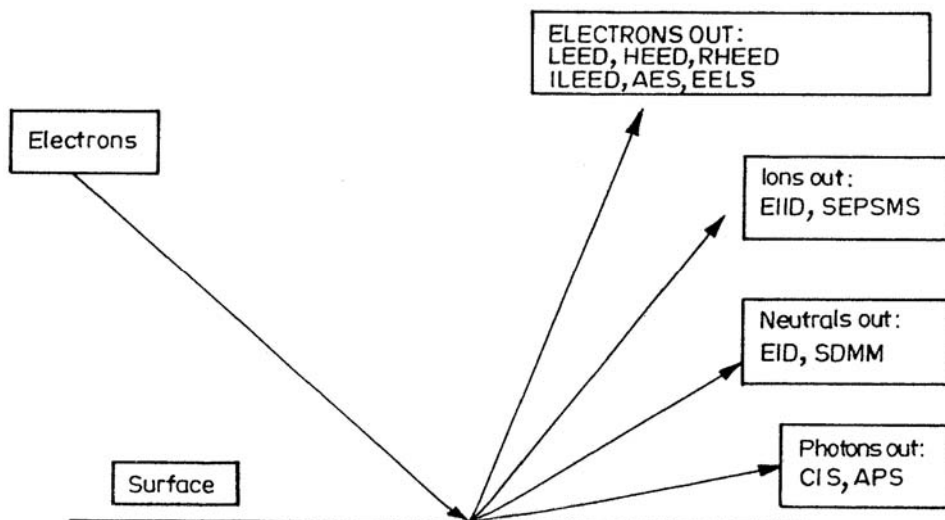 ELECTRONS OUT:
LEED, HEED, RHEED
ILEED, AES, EELS
Electrons
Ions out:
EIID, SEPSMS
Neutrals out:
EID, SDMM
Surface
Photons out:
CIS, APS